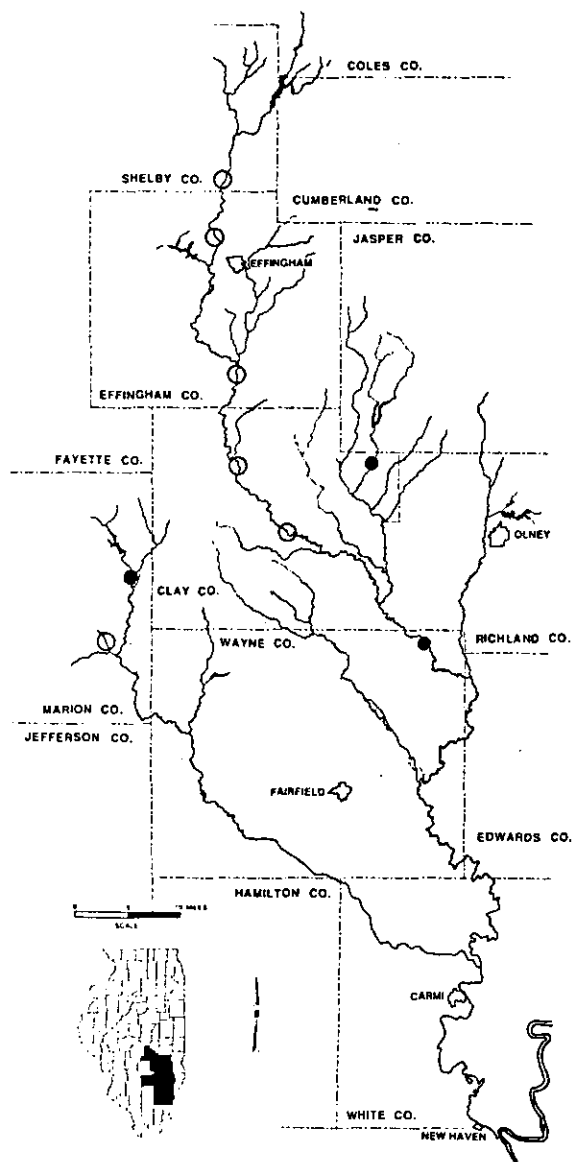 COLES CO.
SHELBY CO.
CUMBERLAND CO.
JASPER CO.
EFFINGHAM
EFFINGHAM CO.
FAYETTE CO.
OLNEY
CLAY CO.
WAYNE CO.
RICHLAND CO.
MARION CO.
JEFFERSON CO.
FAIRFIELD
EDWARDS CO.
HAMILTON CO.
MILES
SCALE
CARMI
WHITE CO.
NEW HAVEN